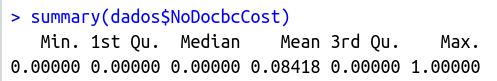 > summary(dados$NoDocbcCost)
Min. 1st Qu. Median Mean 3rd Qu. Max.
0.00000 0.00000 0.00000 0.08418 0.00000 1.00000